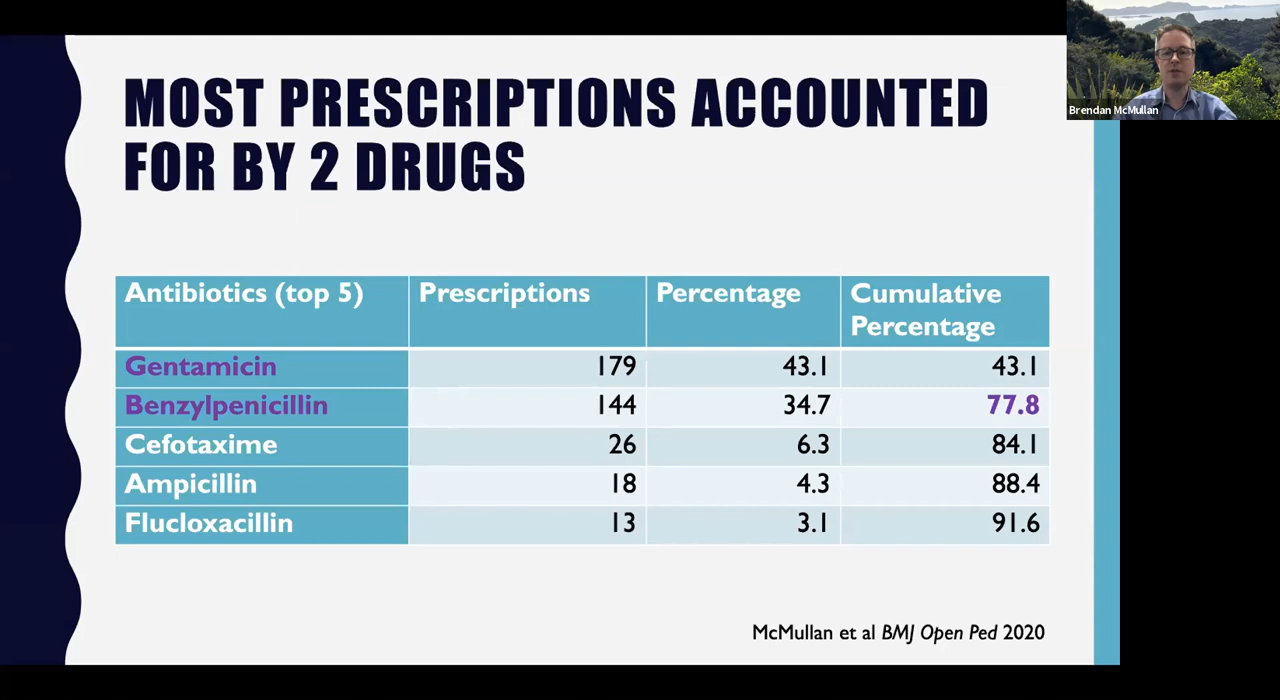 Brendan McMullan
MOST PRESCRIPTIONS ACCOUNTED
FOR BY 2 DRUGS
Antibiotics (top 5) Prescriptions Percentage Cumulative
Percentage
Gentamicin 179 43.1 43.1
Benzylpenicillin 144 34.7 77.8
Cefotaxime 26 6.3 84.1
Ampicillin 18 4.3 88.4
Flucloxacillin 13 3.1 91.6
McMullan et al BMJ Open Ped 2020